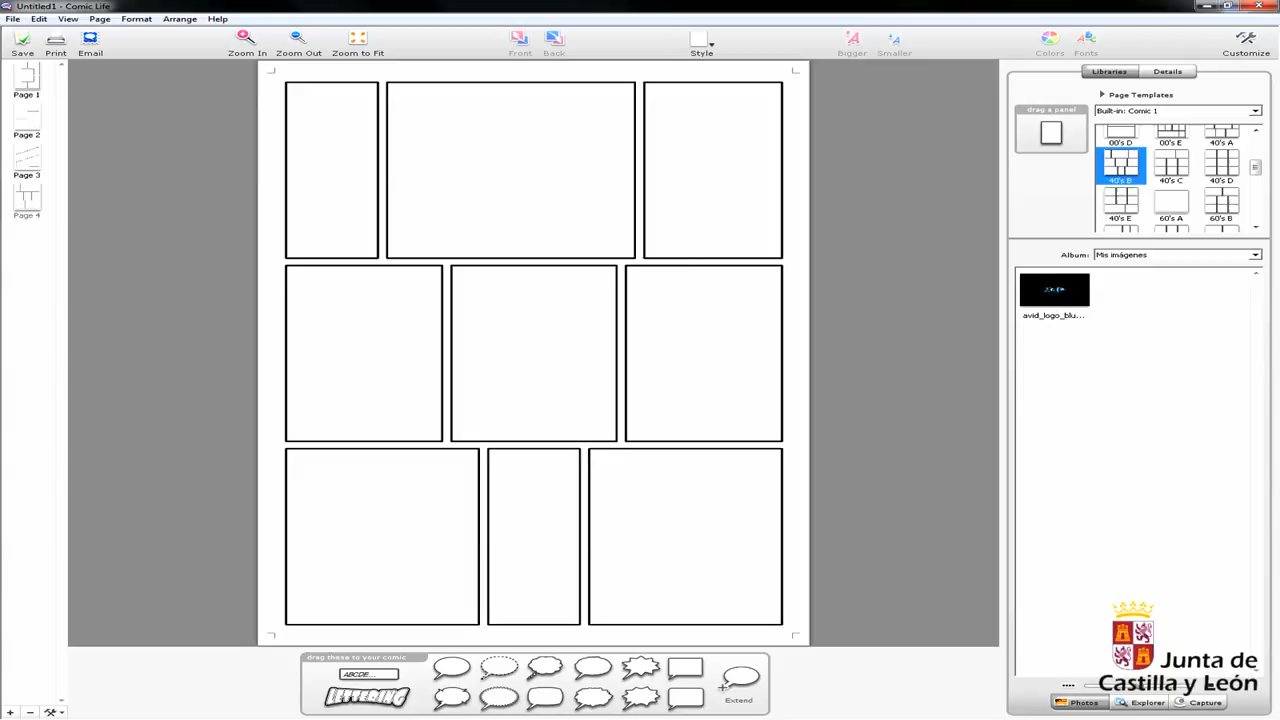 Untitled1 - Comic Life
File Edit View Page Format Arrange Help
Save Print Email Zoom In Zoom Out Zoom to Fit Front Back Style Bigger Smaller Colors Fonts Customize
Page 1
Page 2
Page 3
Page 4
Libraries Details
Page Templates
drag a panel
Built-in: Comic 1
00's D 00's E 40's A
40's B 40's C 40's D
40's E 60's A 60's B
Album: Mis imágenes
avid_logo_blu...
drag these to your comic
ABCDE...
LETTERING
Extend
Junta de
Castilla y León
Photos Explorer Capture